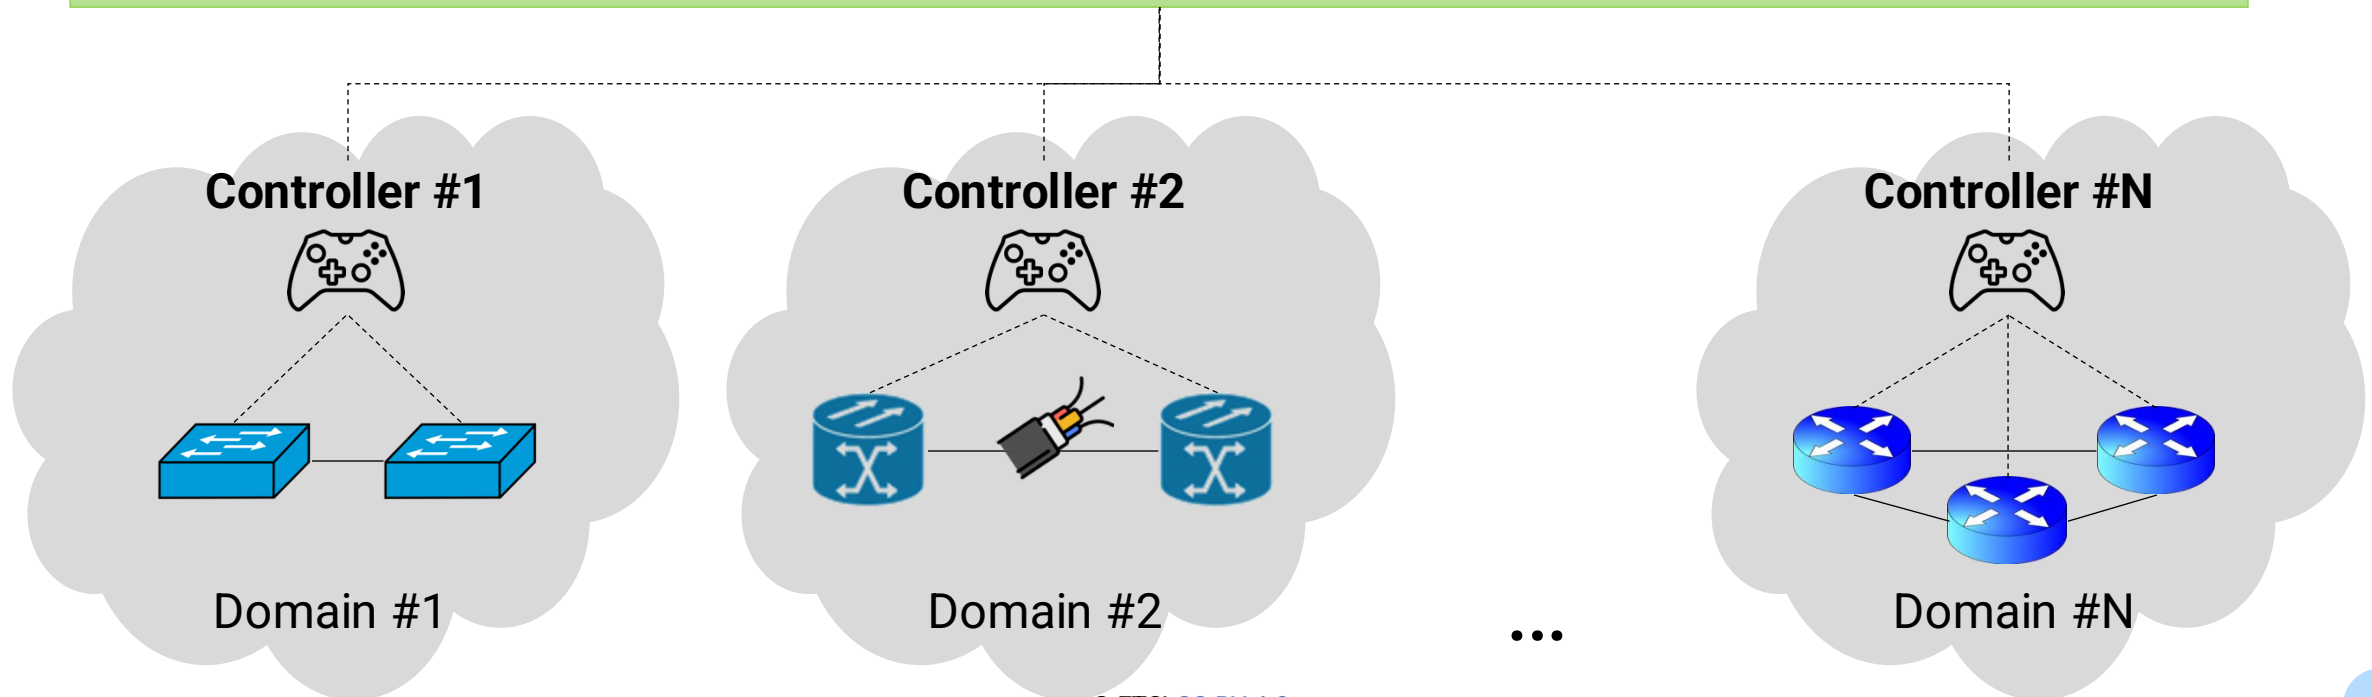 Controller #1
Controller #2
Controller #N
Domain #1
Domain #2
...
Domain #N